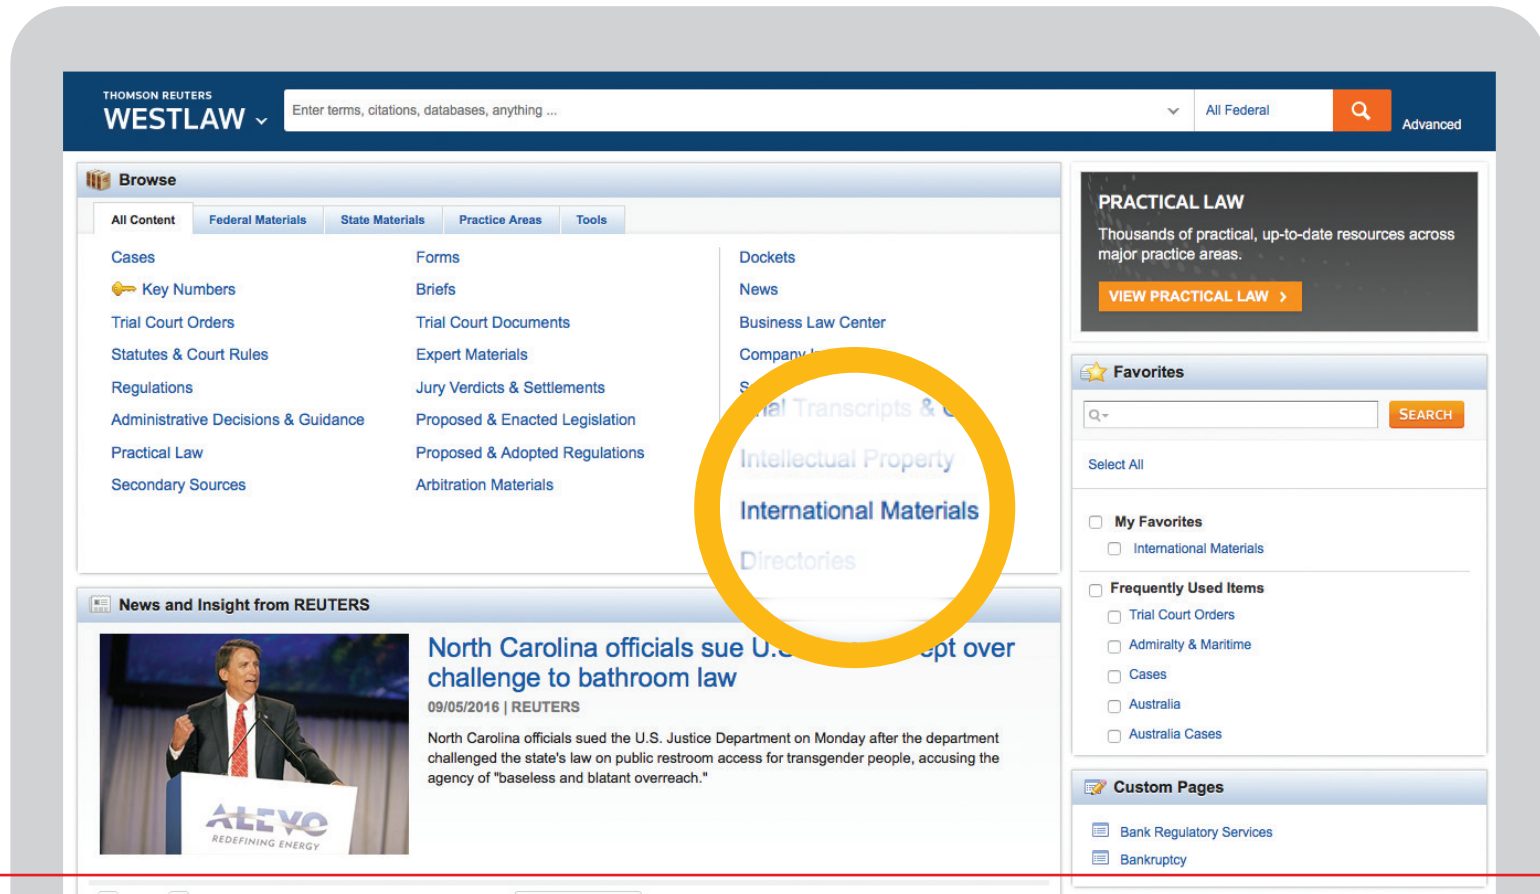 THOMSON REUTERS
WESTLAW
Enter terms, citations, databases, anything ...
All Federal
Advanced
Browse
All Content
Federal Materials
State Materials
Practice Areas
Tools
Cases
Key Numbers
Trial Court Orders
Statutes & Court Rules
Regulations
Administrative Decisions & Guidance
Practical Law
Secondary Sources
Forms
Briefs
Trial Court Documents
Expert Materials
Jury Verdicts & Settlements
Proposed & Enacted Legislation
Proposed & Adopted Regulations
Arbitration Materials
Dockets
News
Business Law Center
Company
Transcripts &
Intellectual Property
International Materials
Directories
PRACTICAL LAW
Thousands of practical, up-to-date resources across
major practice areas.
VIEW PRACTICAL LAW >
Favorites
SEARCH
Select All
My Favorites
International Materials
Frequently Used Items
Trial Court Orders
Admiralty & Maritime
Cases
Australia
Australia Cases
Custom Pages
Bank Regulatory Services
Bankruptcy
News and Insight from REUTERS
North Carolina officials sue over
challenge to bathroom law
09/05/2016 | REUTERS
North Carolina officials sued the U.S. Justice Department on Monday after the department
challenged the state's law on public restroom access for transgender people, accusing the
agency of "baseless and blatant overreach."
ALEVO
REDEFINING ENERGY